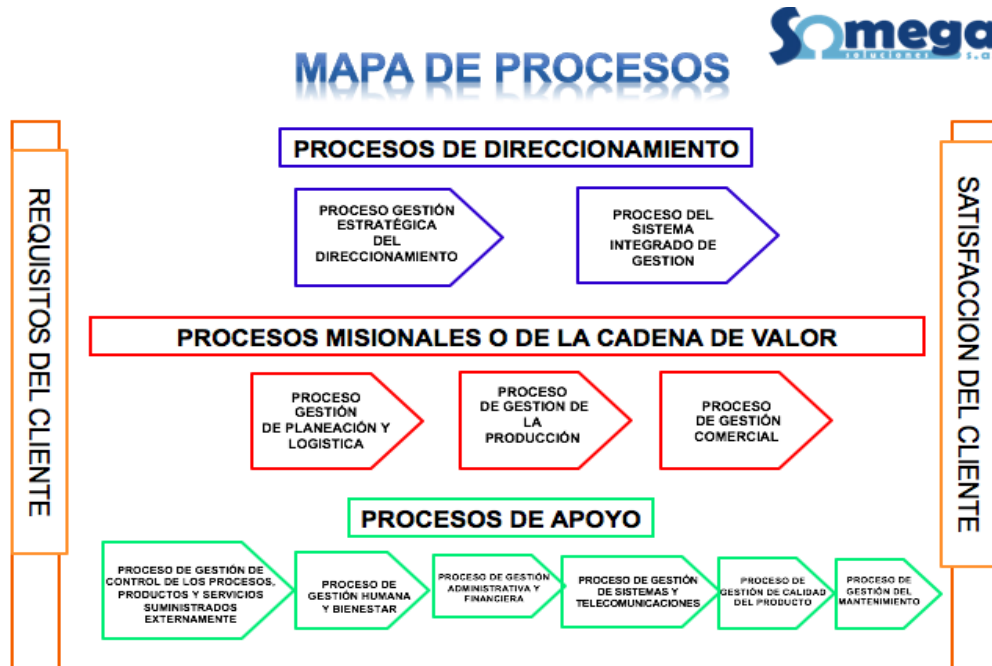 Somega
soluciones s.a
MAPA DE PROCESOS
REQUISITOS DEL CLIENTE
PROCESOS DE DIRECCIONAMIENTO
PROCESO GESTIÓN
ESTRATÉGICA
DEL
DIRECCIONAMIENTO
PROCESO DEL
SISTEMA
INTEGRADO DE
GESTION
PROCESOS MISIONALES O DE LA CADENA DE VALOR
PROCESO
GESTIÓN
DE PLANEACIÓN Y
LOGISTICA
PROCESO
DE GESTION DE
LA
PRODUCCIÓN
PROCESO
DE GESTIÓN
COMERCIAL
PROCESOS DE APOYO
PROCESO DE GESTIÓN DE
CONTROL DE LOS PROCESOS,
PRODUCTOS Y SERVICIOS
SUMINISTRADOS
EXTERNAMENTE
PROCESO DE
GESTIÓN HUMANA
Y BIENESTAR
PROCESO DE GESTIÓN
ADMINISTRATIVA Y
FINANCIERA
PROCESO DE GESTIÓN
DE SISTEMAS Y
TELECOMUNICACIONES
PROCESO DE
GESTIÓN DE CALIDAD
DEL PRODUCTO
PROCESO DE
GESTIÓN DEL
MANTENIMIENTO
SATISFACCION DEL CLIENTE